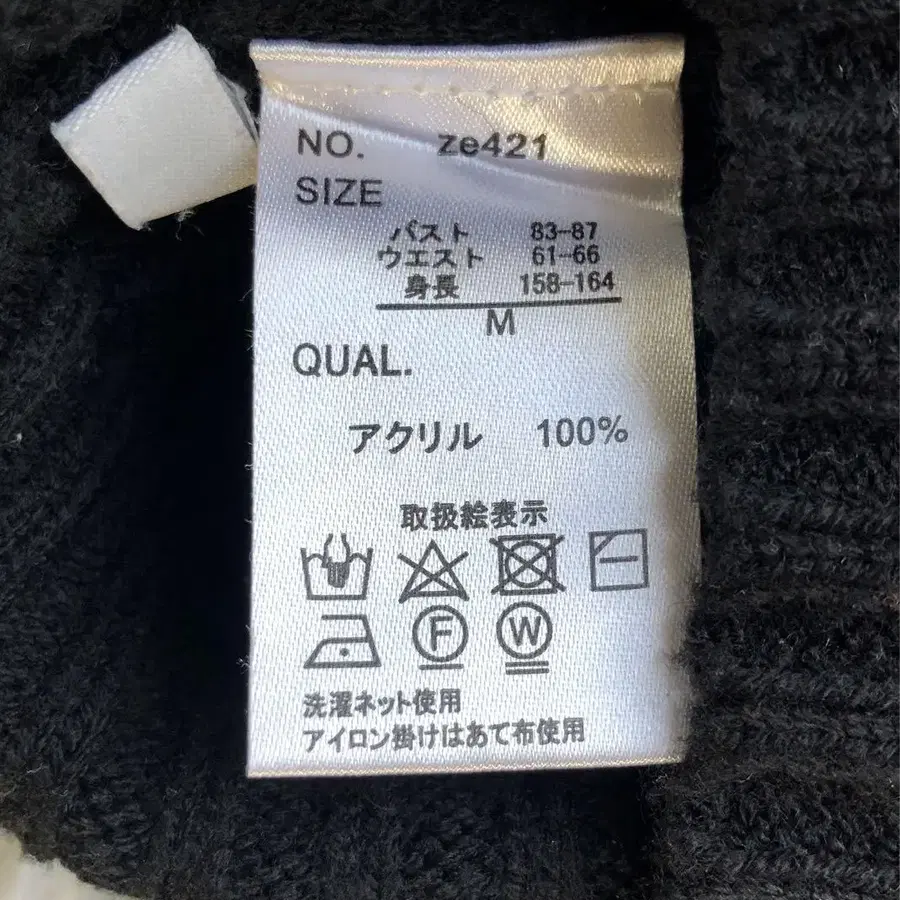 NO. ze421
SIZE
バスト 83-87
ウエスト 61-66
身長 158-164
M
QUAL.
アクリル 100%
取扱絵表示
F W
洗濯ネット使用
アイロン掛けはあて布使用